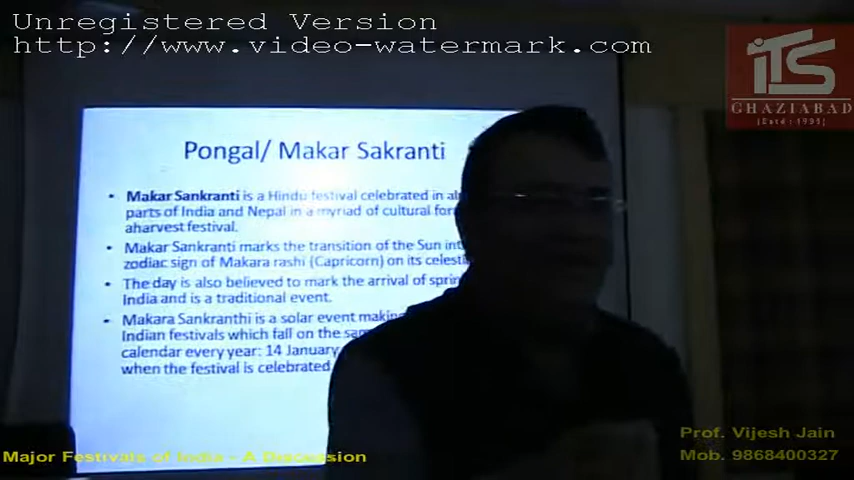 Unregistered Version
http://www.video-watermark.com
iTS
GHAZIABAD
(Estd : 1995)
Pongal/ Makar Sakranti
• Makar Sankranti is a Hindu festival celebrated in
parts of India and Nepal in a myriad of cultural
aharvest festival.
• Makar Sankranti marks the transition of the Sun
zodiac sign of Makara rashi (Capricorn) on its
• The day is also believed to mark the arrival of
India and is a traditional event.
• Makara Sankranthi is a solar event
Indian festivals which fall on the
calendar every year: 14 January
when the festival is celebrated
Prof. Vijesh Jain
Major Festivals of India - A Discussion
Mob. 9868400327